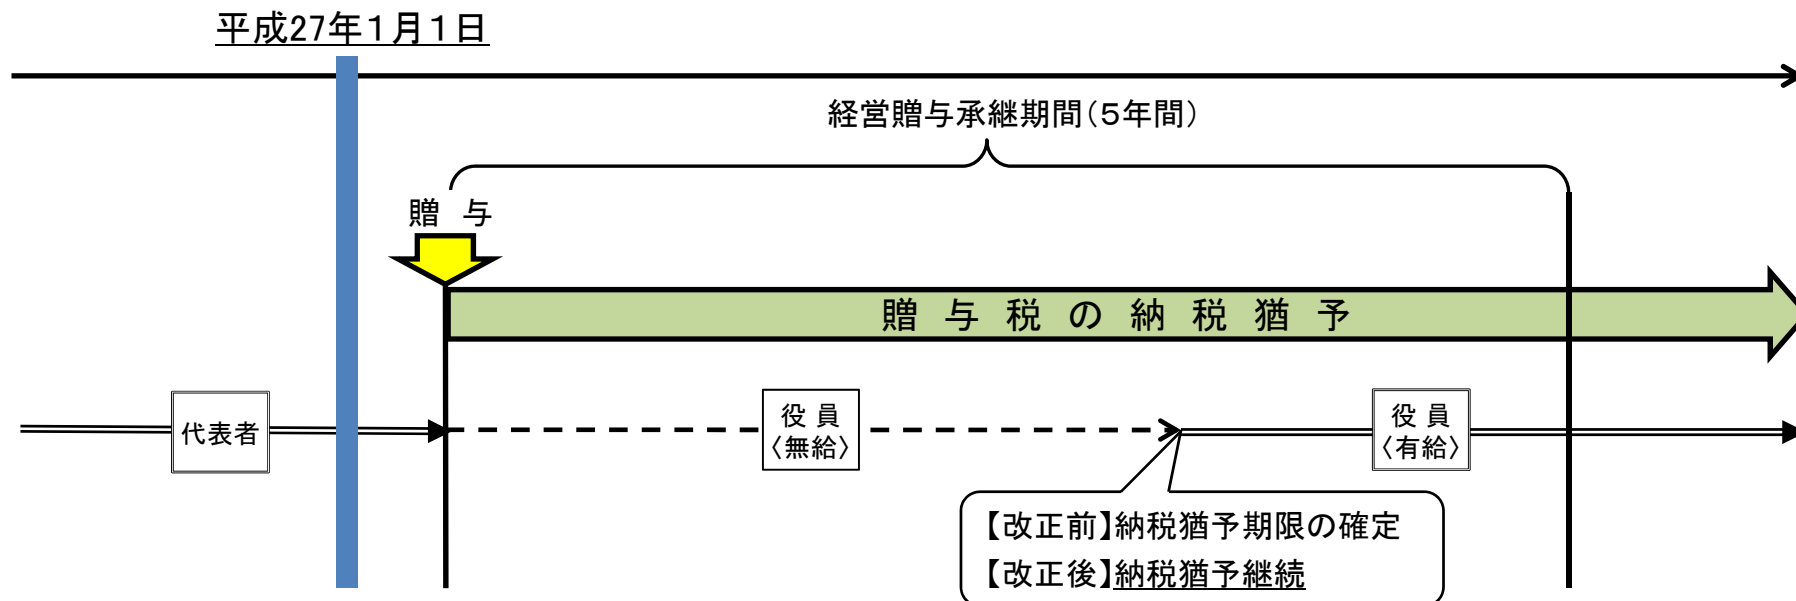 平成27年１月１日
経営贈与承継期間（５年間）
贈 与
贈 与 税 の 納 税 猶 予
代表者
役 員
〈無給〉
役 員
〈有給〉
【改正前】納税猶予期限の確定
【改正後】納税猶予継続